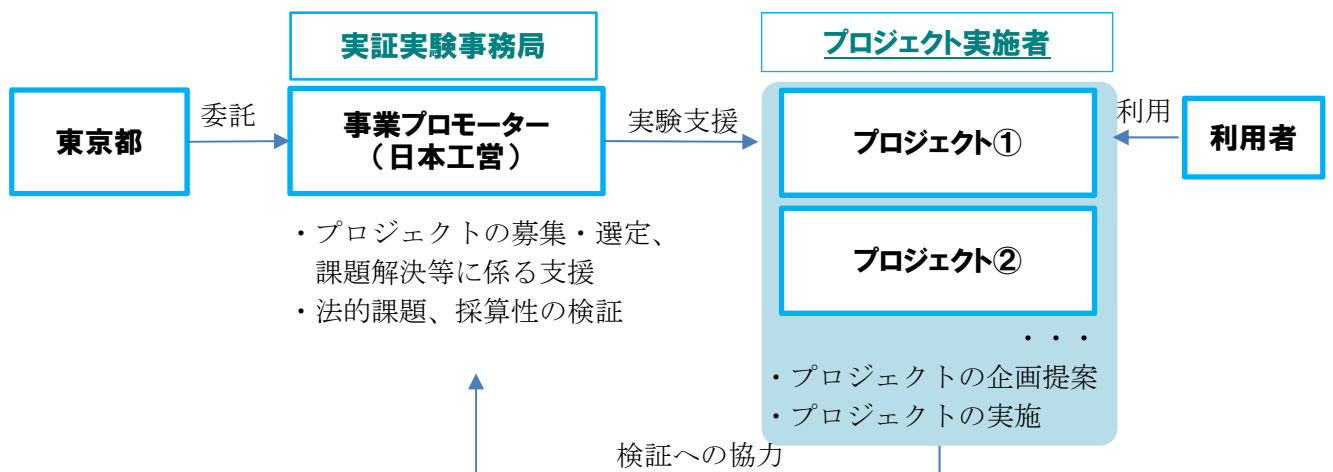 実証実験事務局
プロジェクト実施者
東京都
委託
事業プロモーター
（日本工営）
実験支援
プロジェクト①
利用
利用者
プロジェクト②
・・・
・プロジェクトの募集・選定、
課題解決等に係る支援
・法的課題、採算性の検証
・プロジェクトの企画提案
・プロジェクトの実施
検証への協力